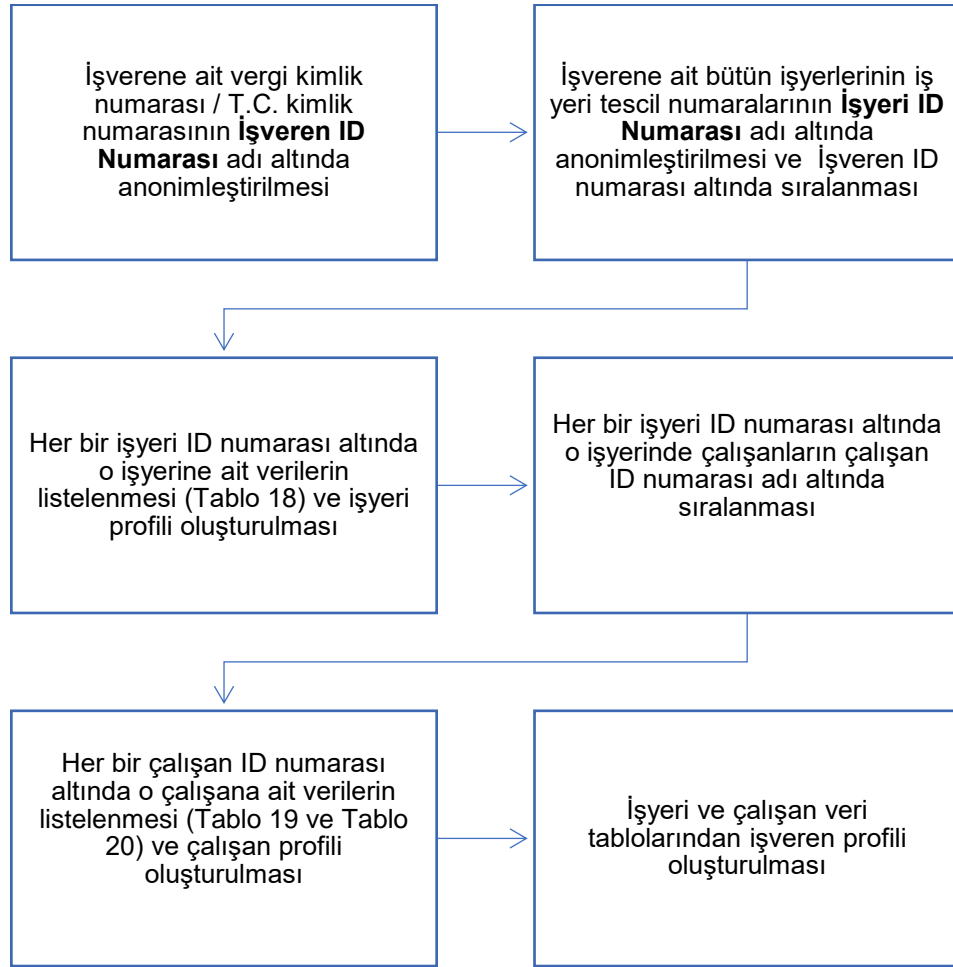 İşverene ait vergi kimlik
numarası / T.C. kimlik
numarasının İşveren ID
Numarası adı altında
anonimleştirilmesi
İşverene ait bütün işyerlerinin iş
yeri tescil numaralarının İşyeri ID
Numarası adı altında
anonimleştirilmesi ve İşveren ID
numarası altında sıralanması
Her bir işyeri ID numarası altında
o işyerine ait verilerin
listelenmesi (Tablo 18) ve işyeri
profili oluşturulması
Her bir işyeri ID numarası altında
o işyerinde çalışanların çalışan
ID numarası adı altında
sıralanması
Her bir çalışan ID numarası
altında o çalışana ait verilerin
listelenmesi (Tablo 19 ve Tablo
20) ve çalışan profili
oluşturulması
İşyeri ve çalışan veri
tablolarından işveren profili
oluşturulması